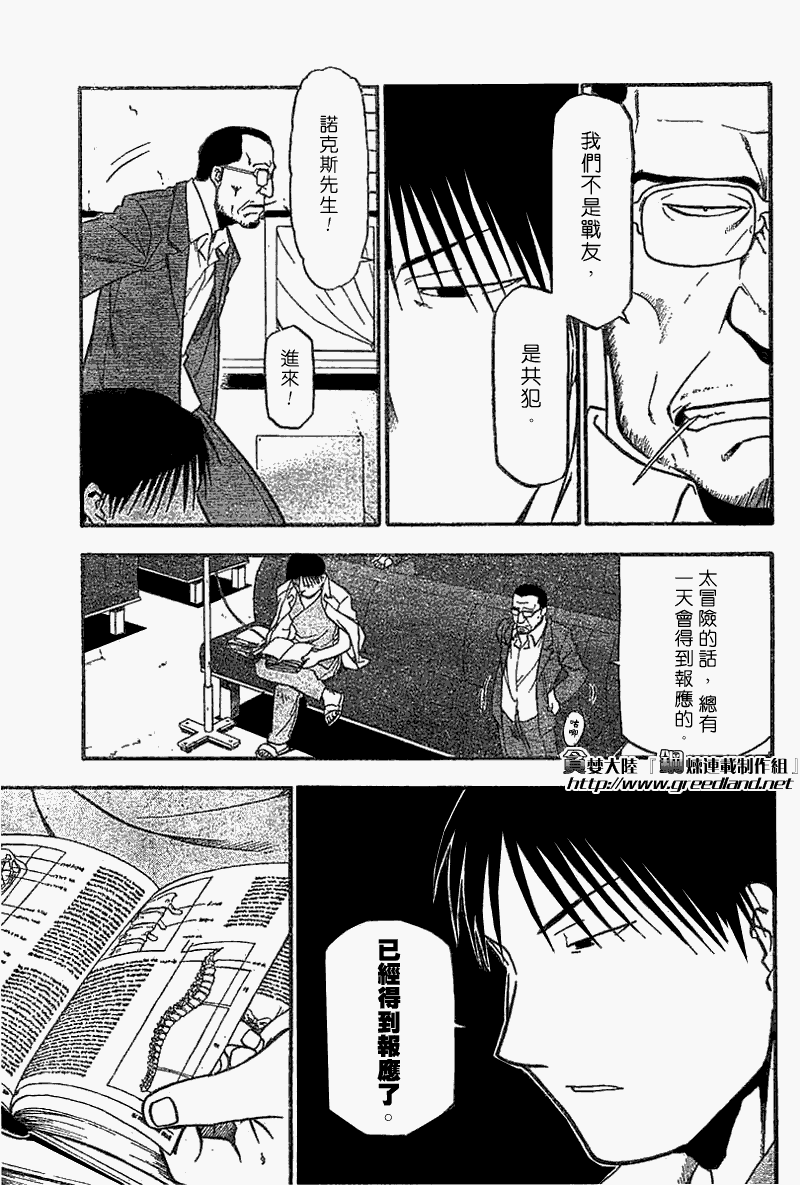 我們不是戰友，
是共犯。
諾克斯先生！
進來！
太冒險的話，總有
一天會得到報應的。
咕唧
貪婪大陸『鋼煉連載制作組』
http://www.greedland.net
已經得到報應了。